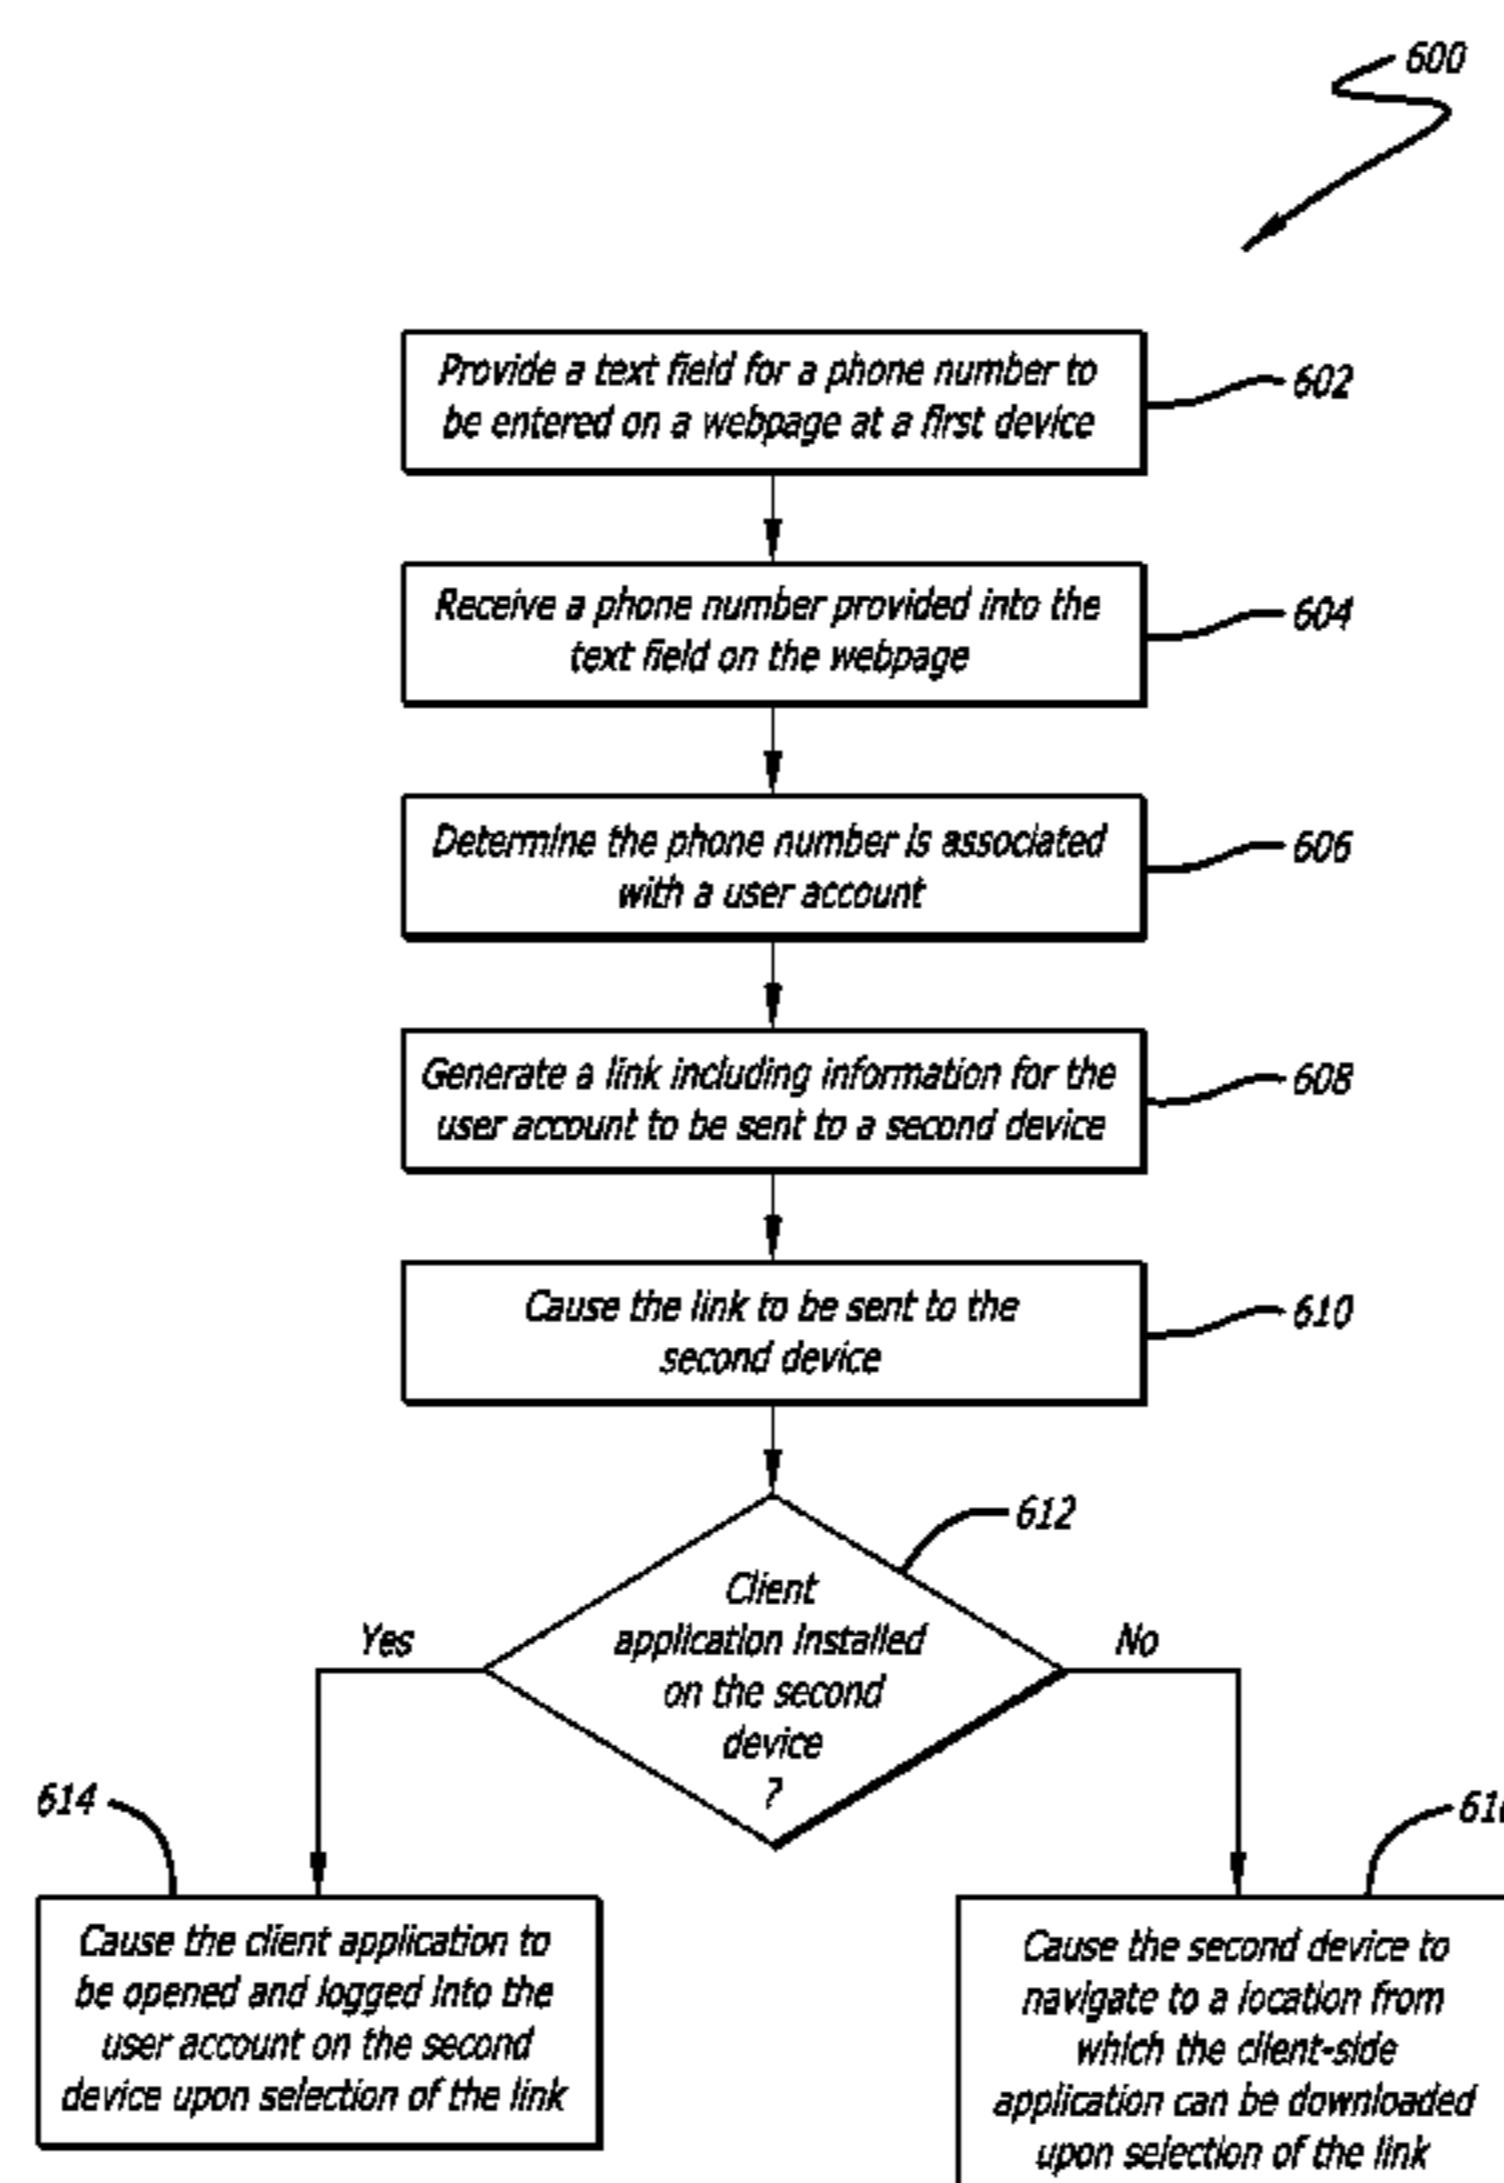 600
Provide a text field for a phone number to
be entered on a webpage at a first device
602
Receive a phone number provided into the
text field on the webpage
604
Determine the phone number is associated
with a user account
606
Generate a link including information for the
user account to be sent to a second device
608
Cause the link to be sent to the
second device
610
612
Client
application installed
on the second
device
?
Yes
No
614
Cause the client application to
be opened and logged into the
user account on the second
device upon selection of the link
Cause the second device to
navigate to a location from
which the client-side
application can be downloaded
upon selection of the link